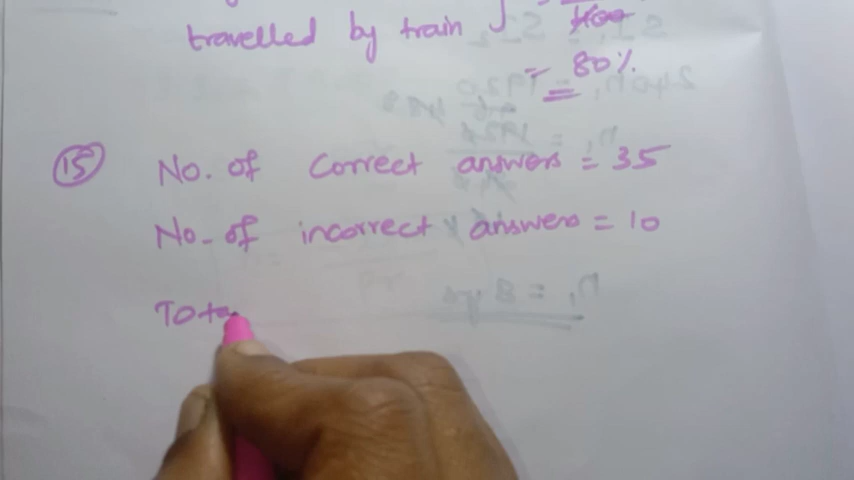 travelled by train
= 80%
15 No. of correct answers = 35
No. of incorrect answers = 10
Tota